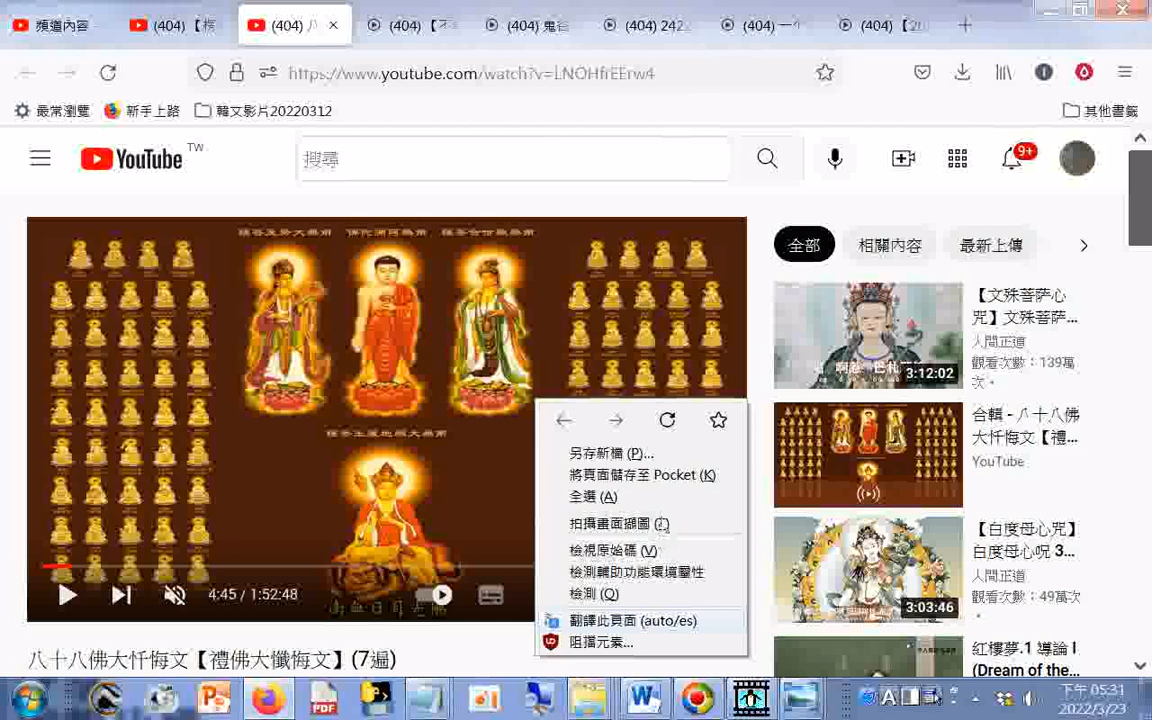 頻道內容
(404)【梵
(404) 八
(404)【不
(404) 鬼谷
(404) 242
(404) 一個
https://www.youtube.com/watch?v=LNOHfrEErw4
最常瀏覽
新手上路
韓文影片20220312
其他書籤
YouTube TW
搜尋
9+
全部
相關內容
最新上傳
【文殊菩薩心
咒】文殊菩薩...
人間正道
觀看次數：139萬
次・
3:12:02
合輯 - 八十八佛
大忏悔文【禮...
YouTube
【白度母心咒】
白度母心呪 3...
人間正道
觀看次數：49萬次
・
3:03:46
紅樓夢.1 導論 I
(Dream of the...
另存新檔 (P)...
將頁面儲存至 Pocket (K)
全選 (A)
拍攝畫面擷圖
檢視原始碼 (V)
檢測輔助功能環境屬性
檢測 (Q)
翻譯此頁面 (auto/es)
阻擋元素...
4:45 / 1:52:48
八十八佛大忏悔文【禮佛大懺悔文】(7遍)
下午 05:31
2022/3/23